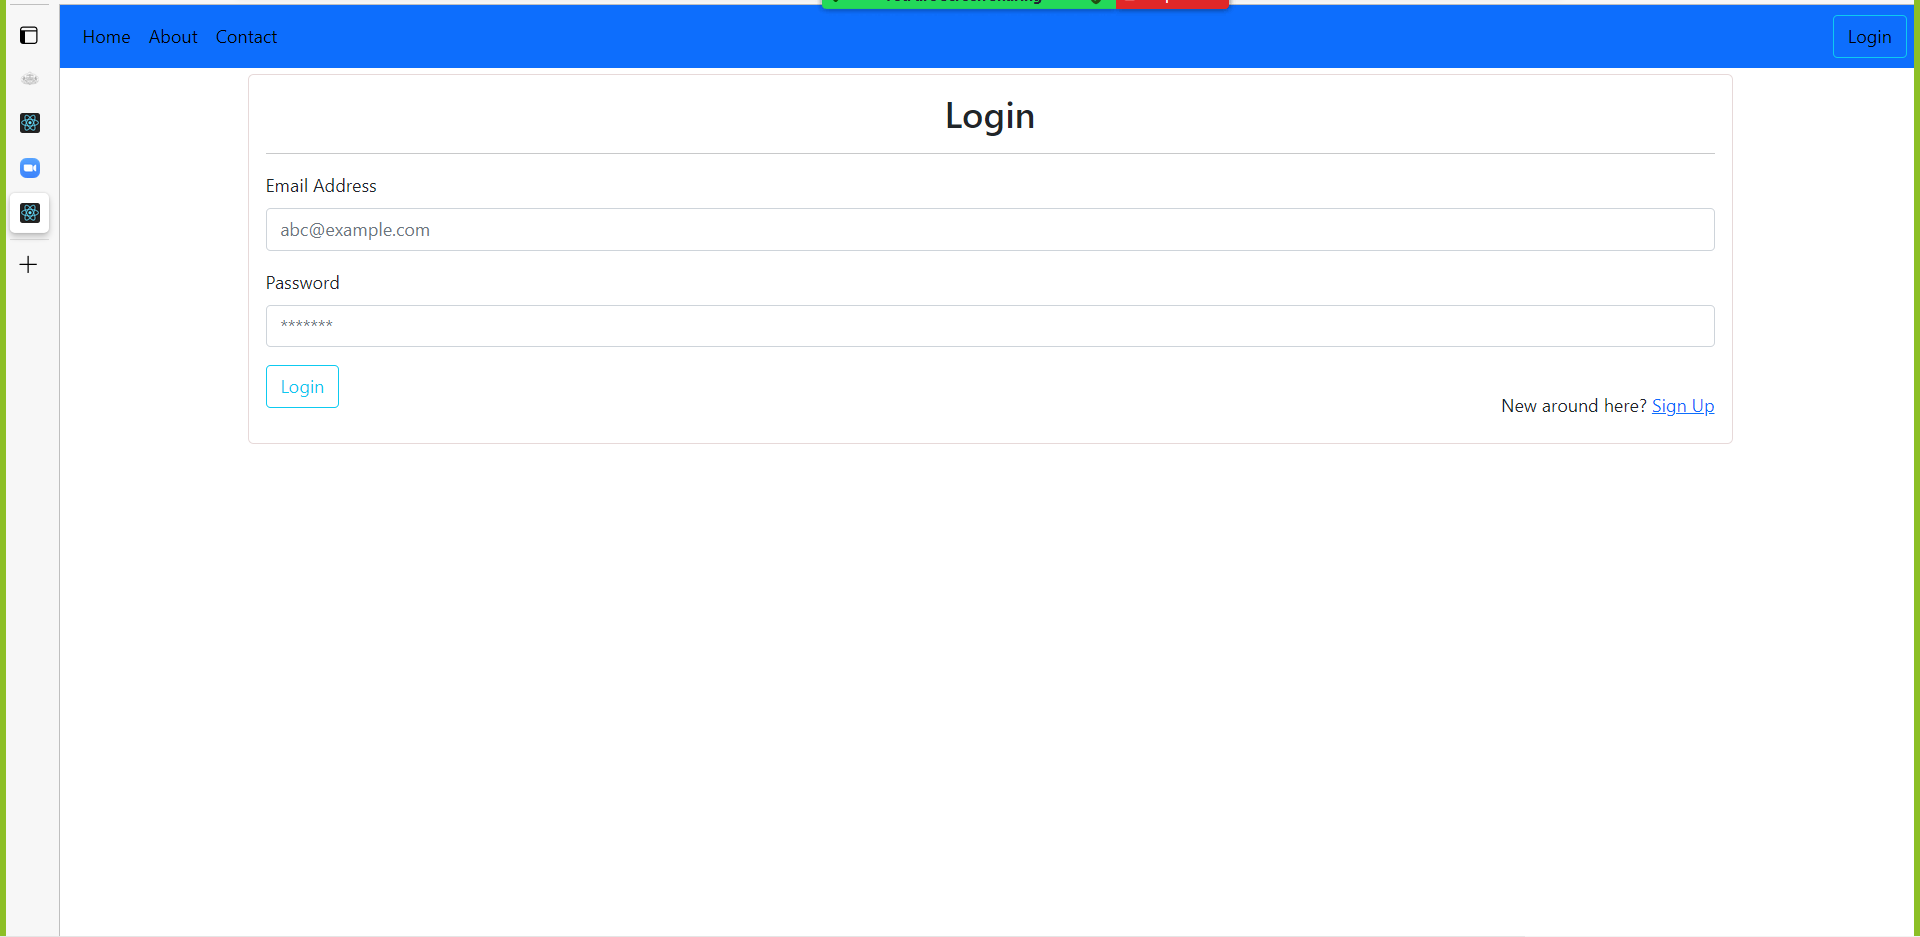 Home About Contact Login
Login
Email Address
abc@example.com
Password
*******
Login
New around here? Sign Up